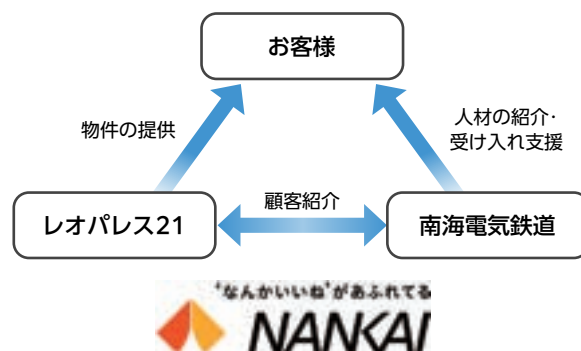 お客様
物件の提供
人材の紹介・
受け入れ支援
レオパレス21
顧客紹介
南海電気鉄道
'なんかいいね'があふれてる
NANKAI